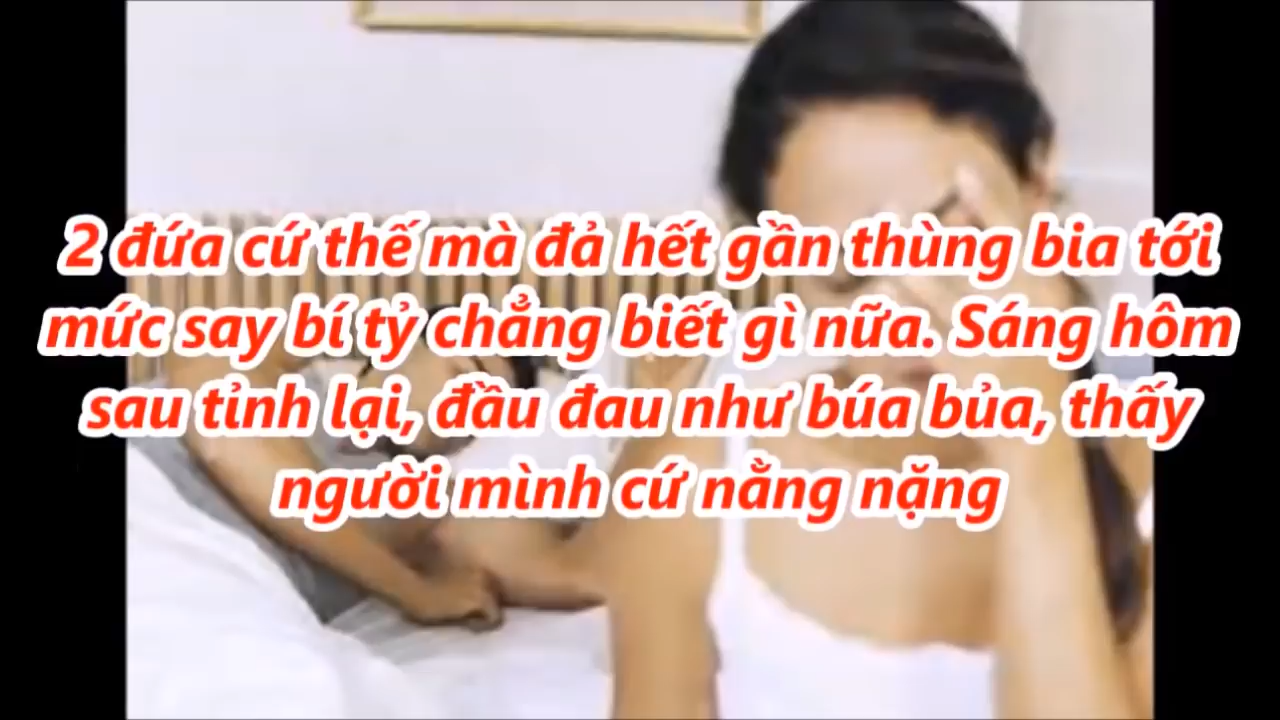 2 đứa cứ thế mà đả hết gần thùng bia tới
mức say bí tỷ chẳng biết gì nữa. Sáng hôm
sau tỉnh lại, đầu đau như búa bủa, thấy
người mình cứ nằng nặng